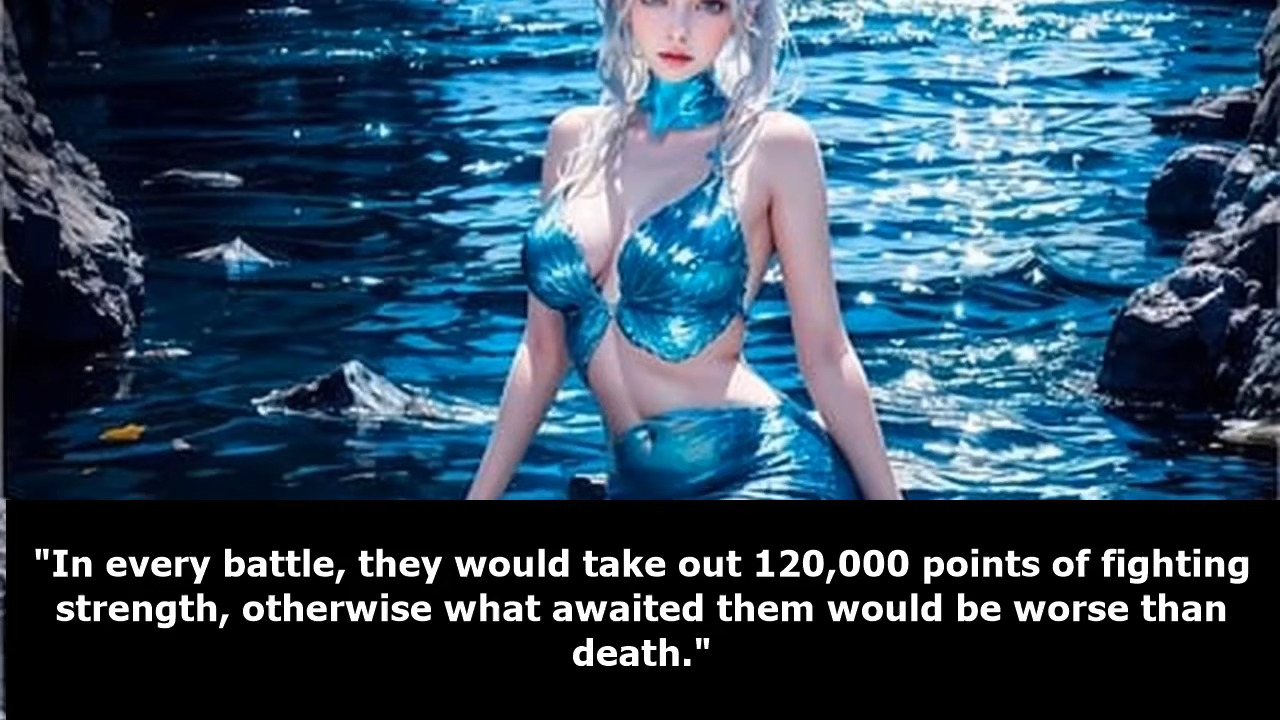 "In every battle, they would take out 120,000 points of fighting
strength, otherwise what awaited them would be worse than
death."